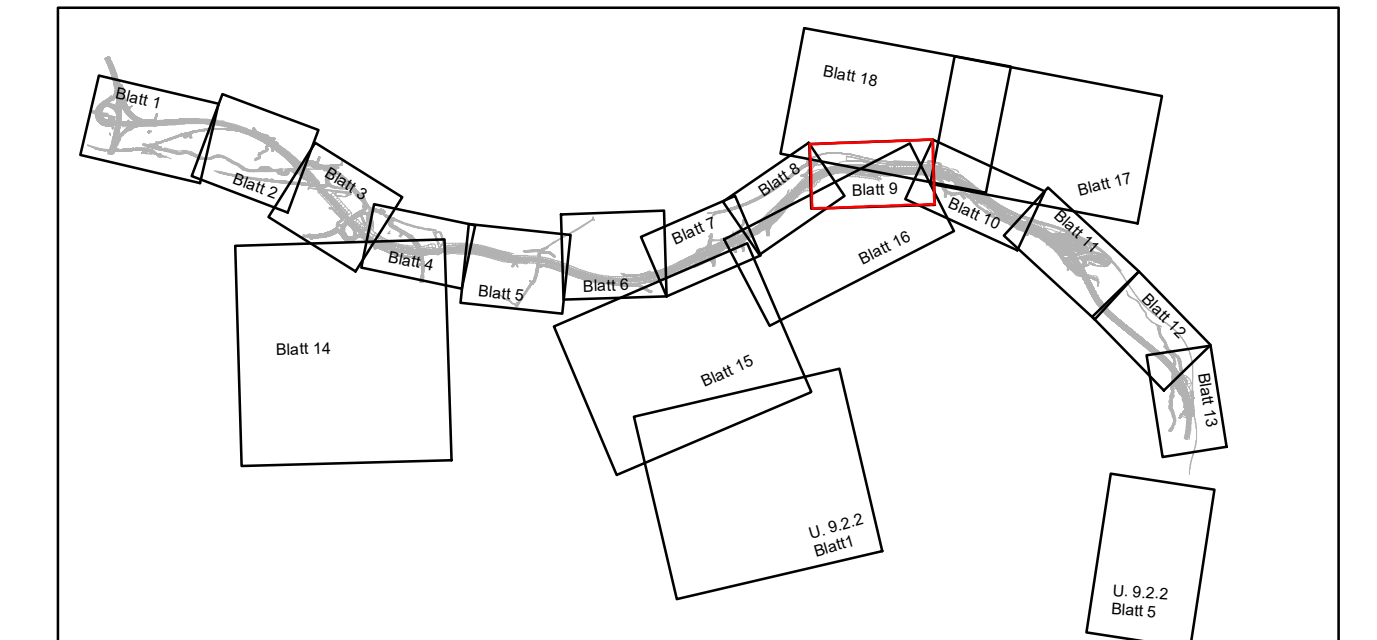 Blatt 1
Blatt 2
Blatt 3
Blatt 4
Blatt 5
Blatt 6
Blatt 7
Blatt 8
Blatt 9
Blatt 10
Blatt 11
Blatt 12
Blatt 13
Blatt 14
Blatt 15
Blatt 16
Blatt 17
Blatt 18
U. 9.2.2
Blatt1
U. 9.2.2
Blatt 5